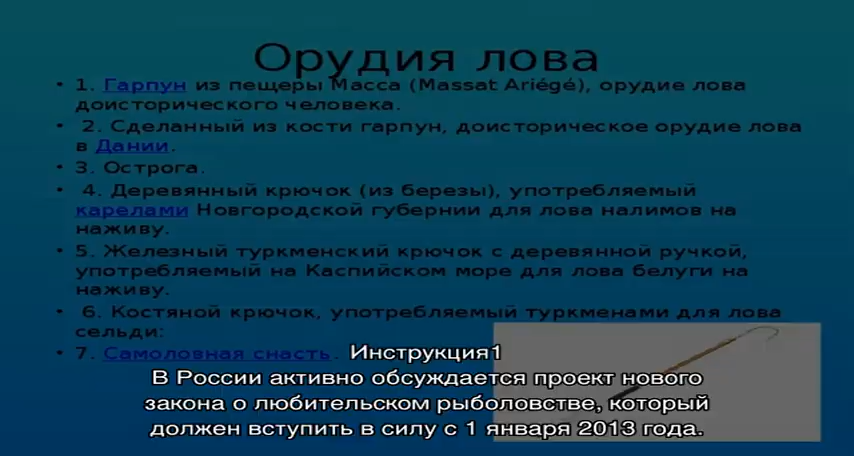 Орудия лова
• 1. Гарпун из пещеры Масса (Massat Ariégé), орудие лова
доисторического человека.
• 2. Сделанный из кости гарпун, доисторическое орудие лова
в Дании.
• 3. Острога.
• 4. Деревянный крючок (из березы), употребляемый
карелами Новгородской губернии для лова налимов на
наживу.
• 5. Железный туркменский крючок с деревянной ручкой,
употребляемый на Каспийском море для лова белуги на
наживу.
• 6. Костяной крючок, употребляемый туркменами для лова
сельди:
• 7. Самоловная снасть.
Инструкция1
В России активно обсуждается проект нового
закона о любительском рыболовстве, который
должен вступить в силу с 1 января 2013 года.